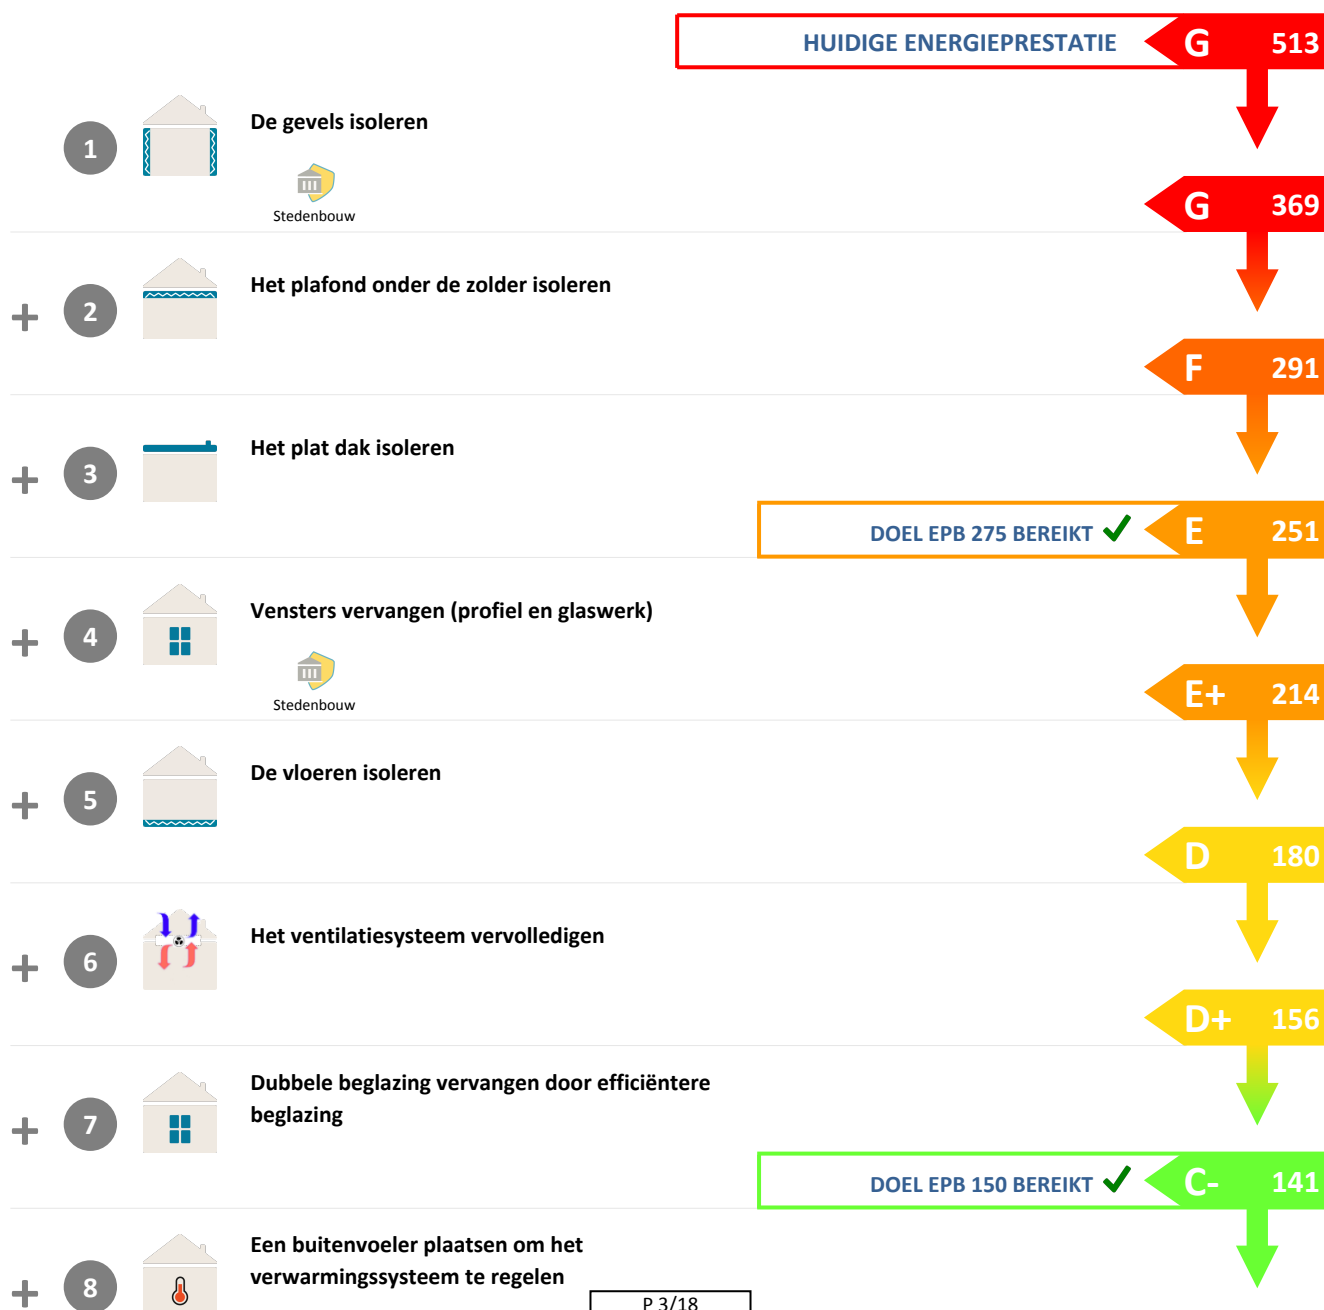 HUIDIGE ENERGIEPRESTATIE G 513
1 De gevels isoleren
Stedenbouw
G 369
+ 2 Het plafond onder de zolder isoleren
F 291
+ 3 Het plat dak isoleren
DOEL EPB 275 BEREIKT ✓ E 251
+ 4 Vensters vervangen (profiel en glaswerk)
Stedenbouw
E+ 214
+ 5 De vloeren isoleren
D 180
+ 6 Het ventilatiesysteem vervolledigen
D+ 156
+ 7 Dubbele beglazing vervangen door efficiëntere
beglazing
DOEL EPB 150 BEREIKT ✓ C- 141
+ 8 Een buitenvoeler plaatsen om het
verwarmingssysteem te regelen
P 3/18